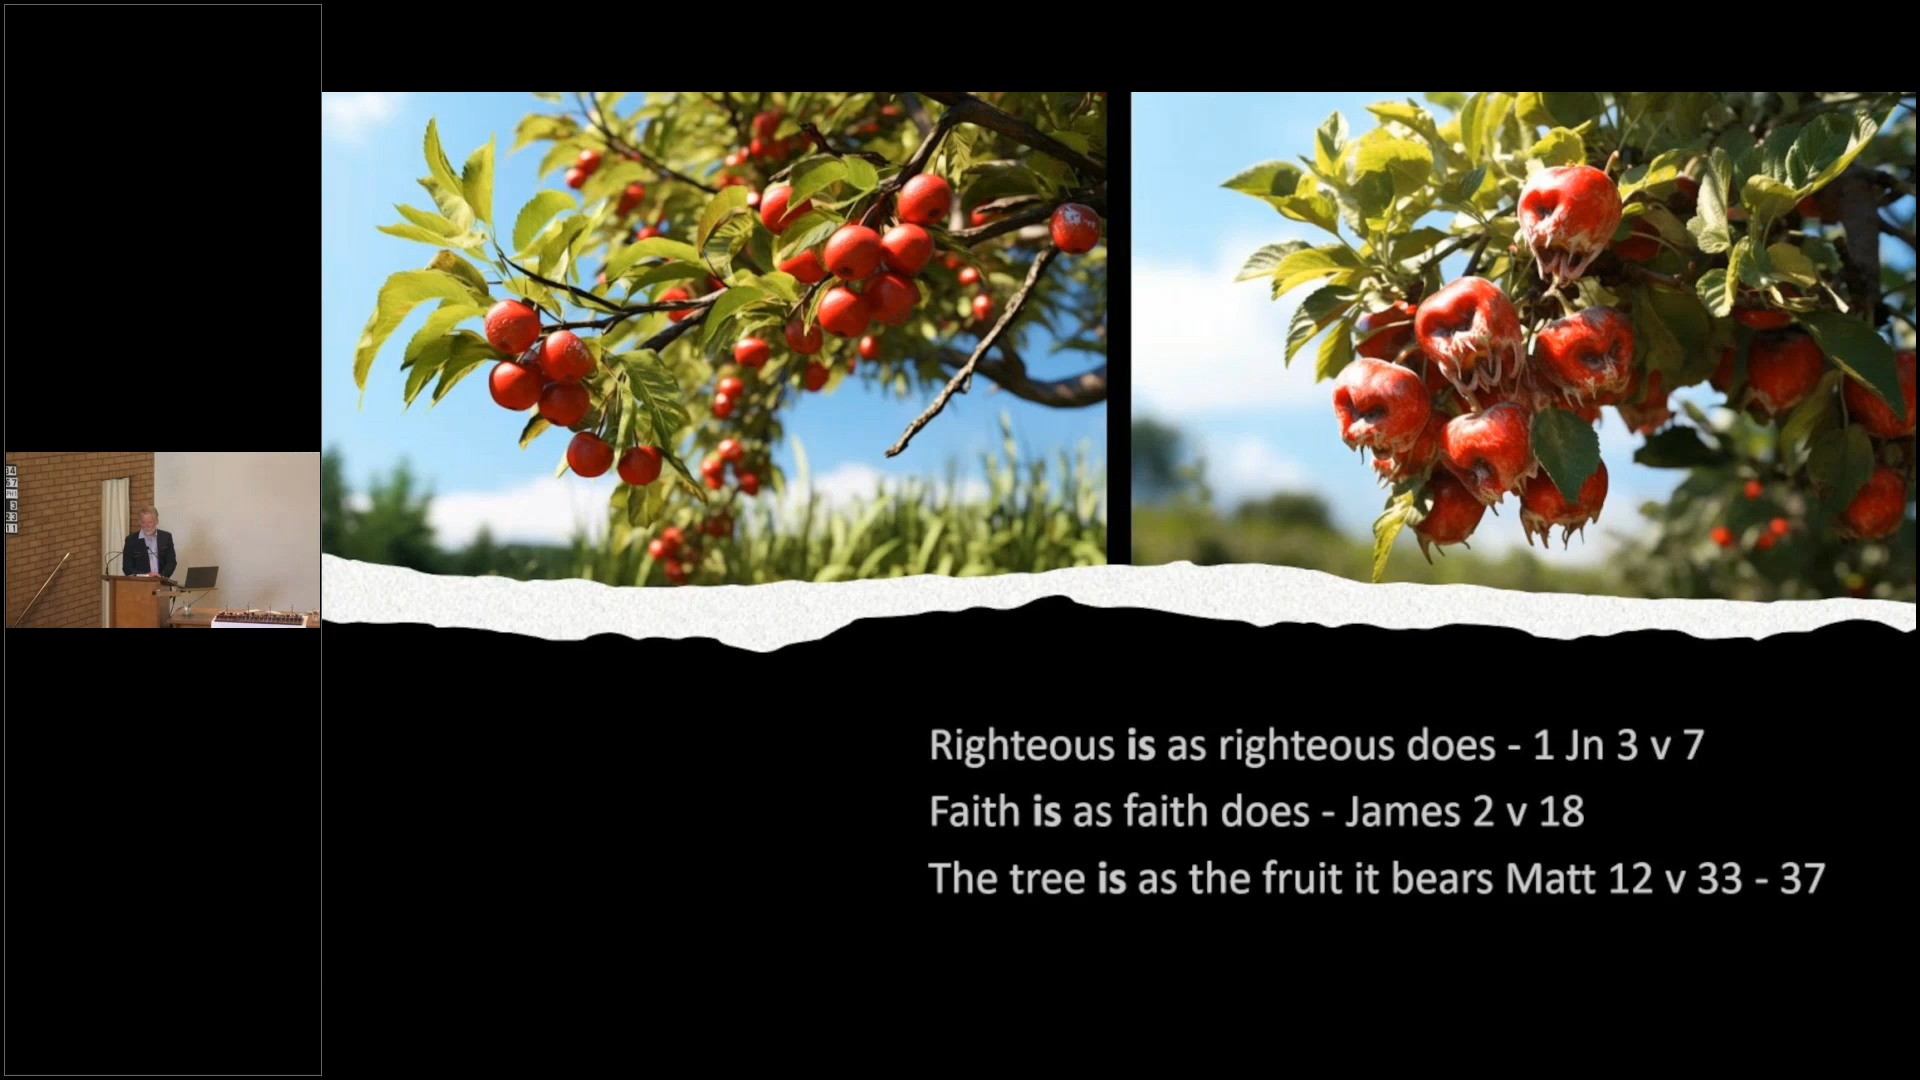 Righteous is as righteous does - 1 Jn 3 v 7
Faith is as faith does - James 2 v 18
The tree is as the fruit it bears Matt 12 v 33 - 37